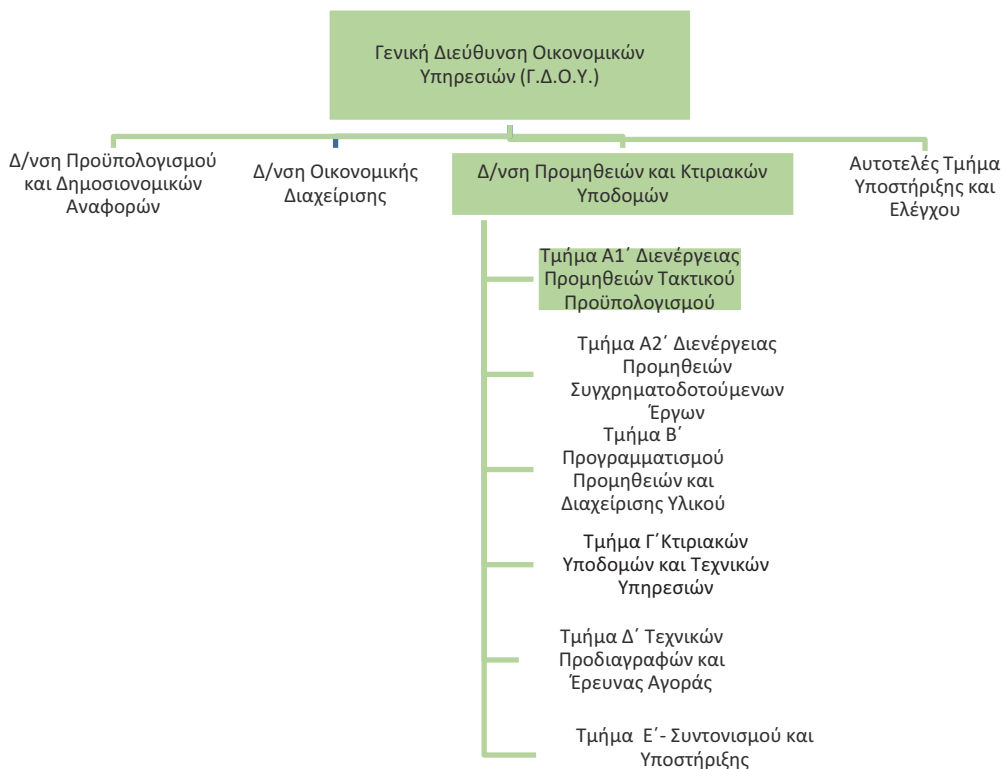 Γενική Διεύθυνση Οικονομικών
Υπηρεσιών (Γ.Δ.Ο.Υ.)
Δ/νση Προϋπολογισμού
και Δημοσιονομικών
Αναφορών
Δ/νση Οικονομικής
Διαχείρισης
Δ/νση Προμηθειών και Κτιριακών
Υποδομών
Αυτοτελές Τμήμα
Υποστήριξης και
Ελέγχου
Τμήμα Α1΄ Διενέργειας
Προμηθειών Τακτικού
Προϋπολογισμού
Τμήμα Α2΄ Διενέργειας
Προμηθειών
Συγχρηματοδοτούμενων
Έργων
Τμήμα Β΄
Προγραμματισμού
Προμηθειών και
Διαχείρισης Υλικού
Τμήμα Γ΄Κτιριακών
Υποδομών και Τεχνικών
Υπηρεσιών
Τμήμα Δ΄ Τεχνικών
Προδιαγραφών και
Έρευνας Αγοράς
Τμήμα Ε΄- Συντονισμού και
Υποστήριξης